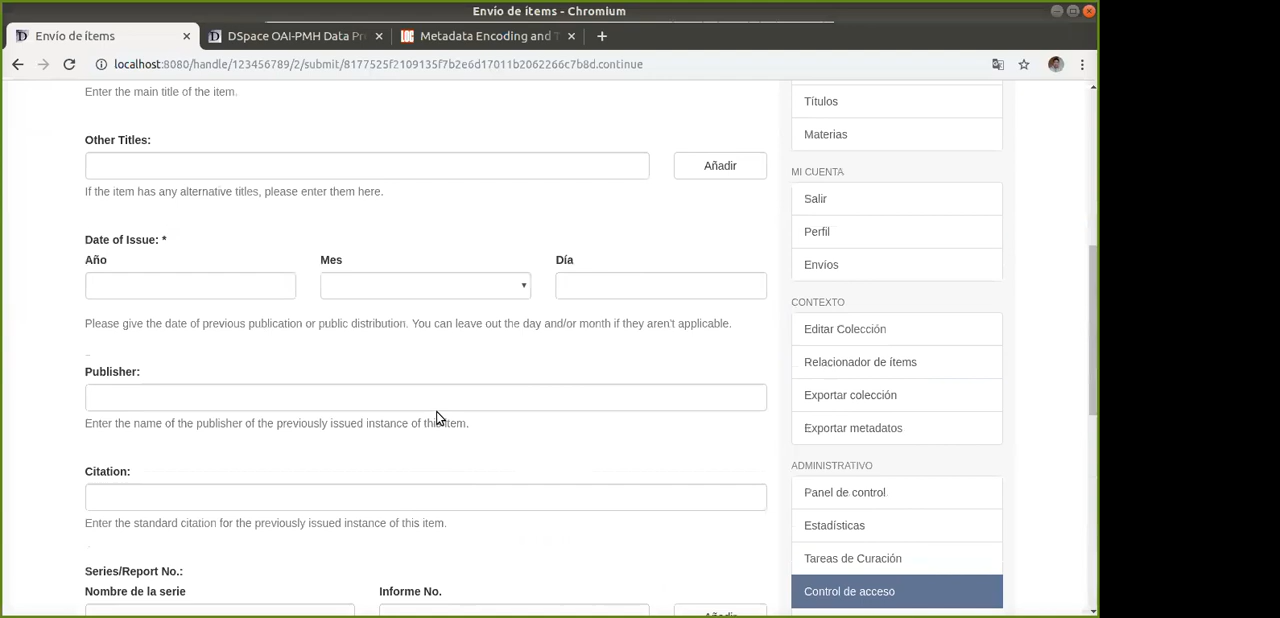 Envío de ítems - Chromium
Envío de ítems
DSpace OAI-PMH Data Pr
Metadata Encoding and T
localhost:8080/handle/123456789/2/submit/8177525f2109135f7b2e6d17011b2062266c7b8d.continue
Enter the main title of the item.
Other Titles:
Añadir
If the item has any alternative titles, please enter them here.
Date of Issue: *
Año
Mes
Día
Please give the date of previous publication or public distribution. You can leave out the day and/or month if they aren't applicable.
Publisher:
Enter the name of the publisher of the previously issued instance of this item.
Citation:
Enter the standard citation for the previously issued instance of this item.
Series/Report No.:
Nombre de la serie
Informe No.
Añadir
Títulos
Materias
MI CUENTA
Salir
Perfil
Envíos
CONTEXTO
Editar Colección
Relacionador de ítems
Exportar colección
Exportar metadatos
ADMINISTRATIVO
Panel de control
Estadísticas
Tareas de Curación
Control de acceso